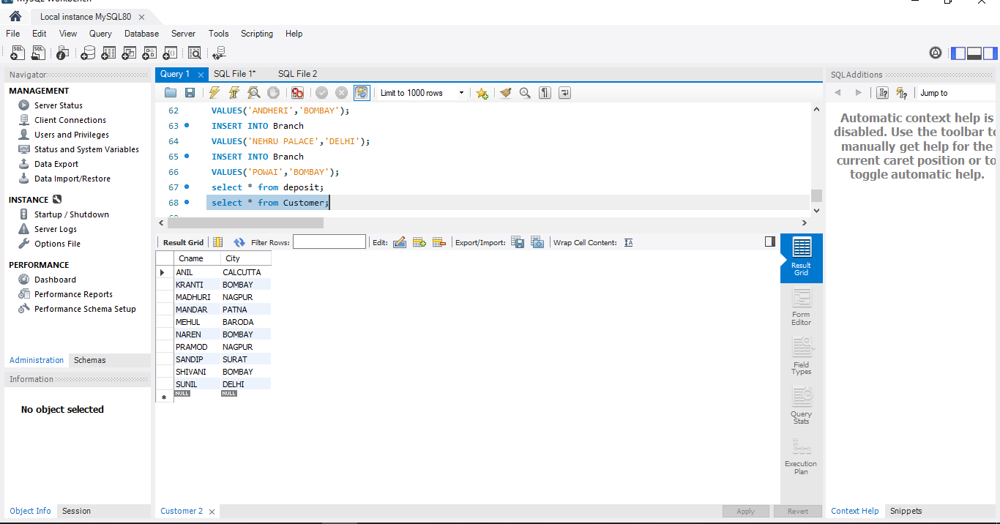 MySQL Workbench
Local instance MySQL80 ×
File Edit View Query Database Server Tools Scripting Help
Navigator
MANAGEMENT
Server Status
Client Connections
Users and Privileges
Status and System Variables
Data Export
Data Import/Restore
INSTANCE
Startup / Shutdown
Server Logs
Options File
PERFORMANCE
Dashboard
Performance Reports
Performance Schema Setup
Administration Schemas
Information
No object selected
Object Info Session
Query 1 × SQL File 1* SQL File 2
Limit to 1000 rows
62 VALUES('ANDHERI','BOMBAY');
63 INSERT INTO Branch
64 VALUES('NEHRU PALACE','DELHI');
65 INSERT INTO Branch
66 VALUES('POWAI','BOMBAY');
67 select * from deposit;
68 select * from Customer;
Result Grid Filter Rows: Edit: Export/Import: Wrap Cell Content:
Cname City
ANIL CALCUTTA
KRANTI BOMBAY
MADHURI NAGPUR
MANDAR PATNA
MEHUL BARODA
NAREN BOMBAY
PRAMOD NAGPUR
SANDIP SURAT
SHIVANI BOMBAY
SUNIL DELHI
NULL NULL
Result
Grid
Form
Editor
Field
Types
Query
Stats
Execution
Plan
Customer 2 × Apply Revert
SQLAdditions
Jump to
Automatic context help is
disabled. Use the toolbar to
manually get help for the
current caret position or to
toggle automatic help.
Context Help Snippets